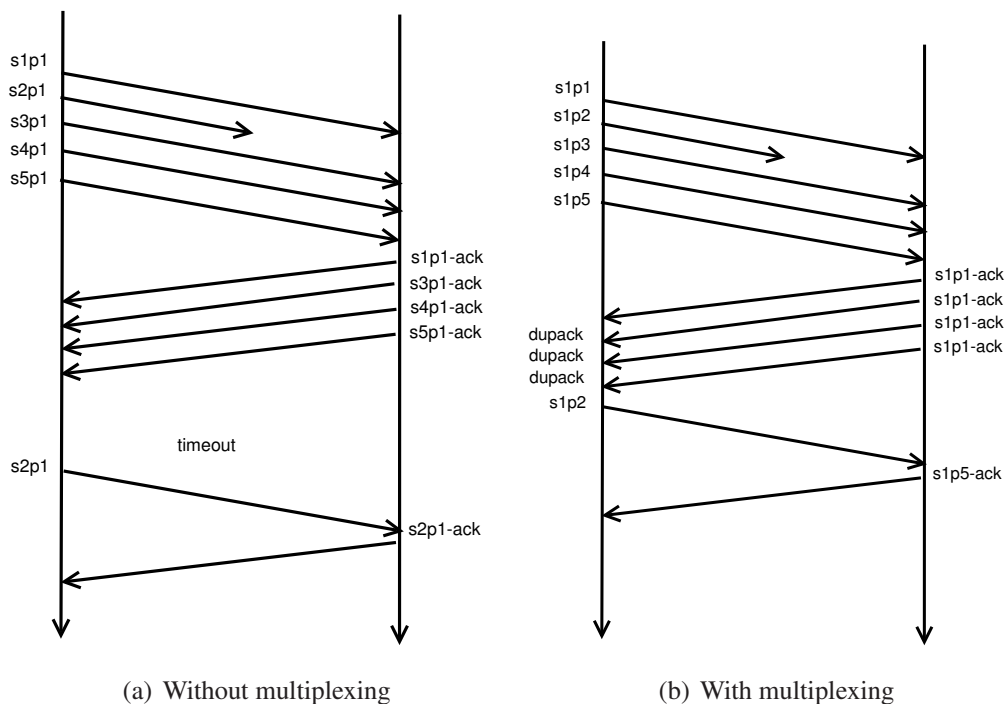 s1p1
s2p1
s3p1
s4p1
s5p1
s1p1-ack
s3p1-ack
s4p1-ack
s5p1-ack
timeout
s2p1
s2p1-ack
(a) Without multiplexing
s1p1
s1p2
s1p3
s1p4
s1p5
s1p1-ack
s1p1-ack
s1p1-ack
s1p1-ack
dupack
dupack
dupack
s1p2
s1p5-ack
(b) With multiplexing